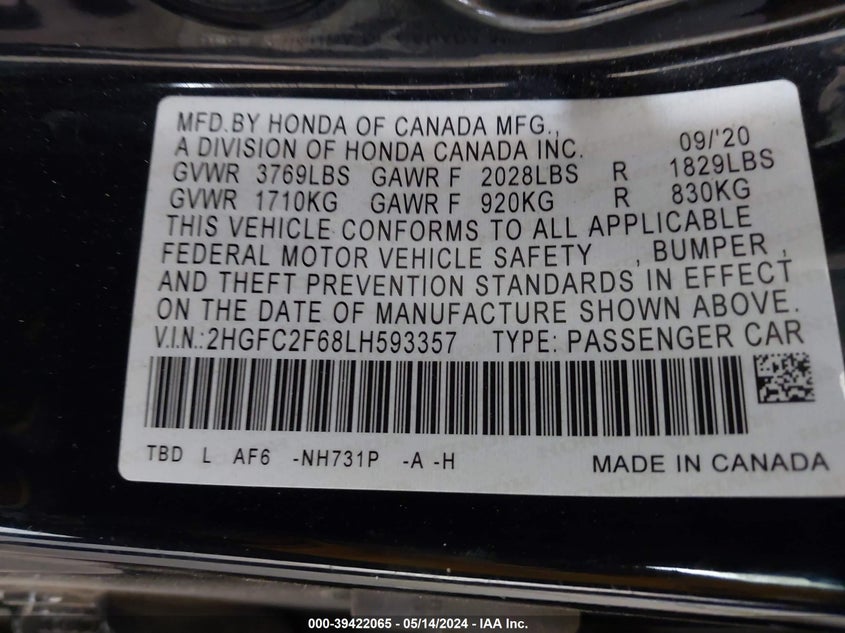 MFD.BY HONDA OF CANADA MFG.,
A DIVISION OF HONDA CANADA INC. 09/'20
GVWR 3769LBS GAWR F 2028LBS R 1829LBS
GVWR 1710KG GAWR F 920KG R 830KG
THIS VEHICLE CONFORMS TO ALL APPLICABLE
FEDERAL MOTOR VEHICLE SAFETY , BUMPER ,
AND THEFT PREVENTION STANDARDS IN EFFECT
ON THE DATE OF MANUFACTURE SHOWN ABOVE.
V.I.N.:2HGFC2F68LH593357 TYPE: PASSENGER CAR
TBD L AF6 -NH731P -A -H MADE IN CANADA
000-39422065 - 05/14/2024 - IAA Inc.